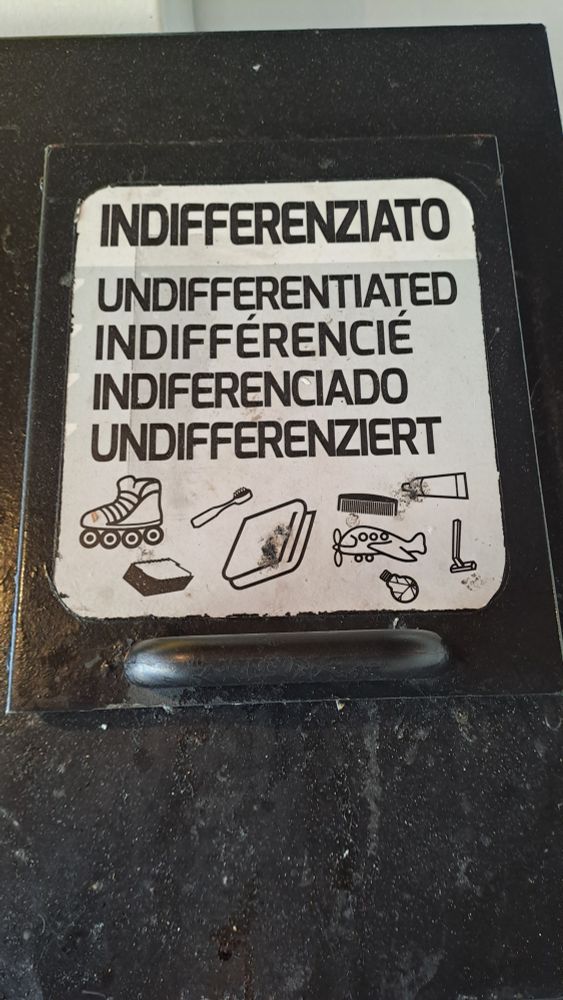 INDIFFERENZIATO
UNDIFFERENTIATED
INDIFFÉRENCIÉ
INDIFERENCIADO
UNDIFFERENZIERT